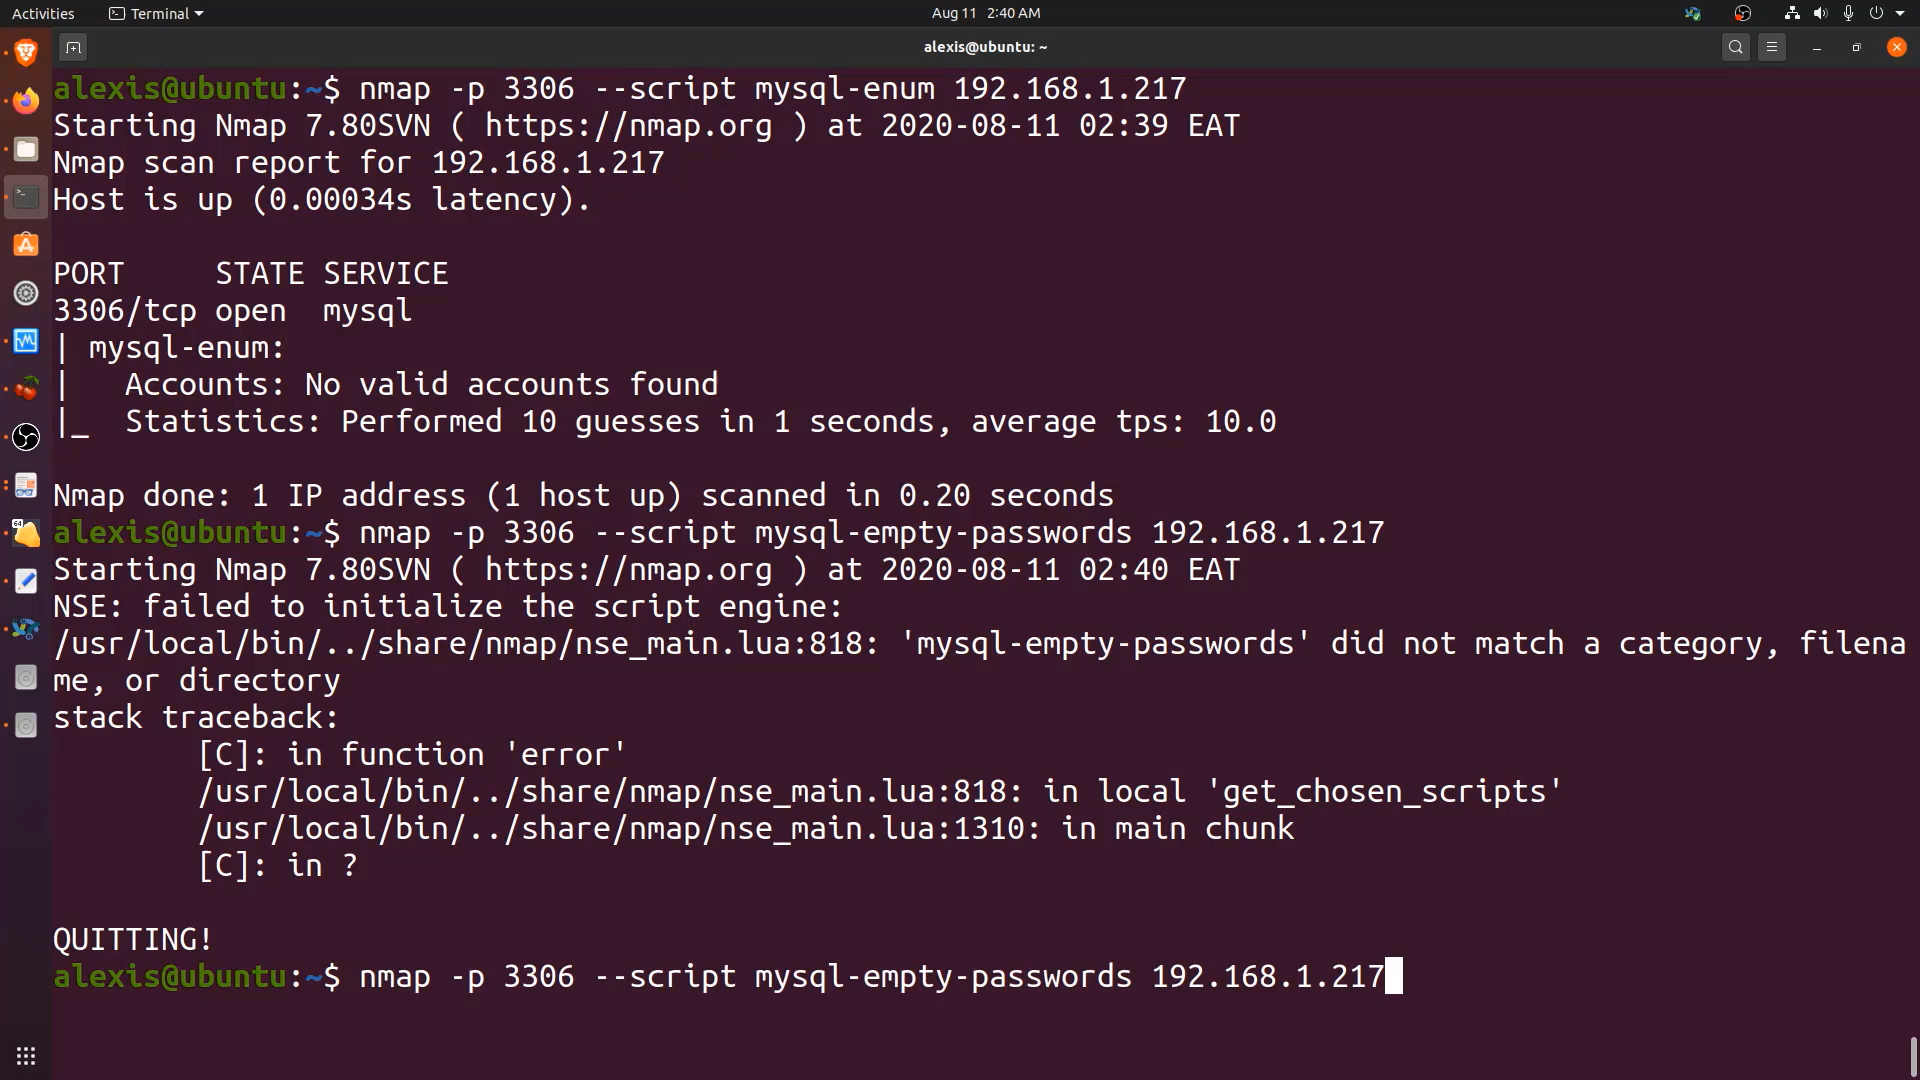 Activities
Terminal
Aug 11 2:40 AM
alexis@ubuntu: ~
alexis@ubuntu:~$ nmap -p 3306 --script mysql-enum 192.168.1.217
Starting Nmap 7.80SVN ( https://nmap.org ) at 2020-08-11 02:39 EAT
Nmap scan report for 192.168.1.217
Host is up (0.00034s latency).
PORT     STATE SERVICE
3306/tcp open  mysql
| mysql-enum:
|   Accounts: No valid accounts found
|_  Statistics: Performed 10 guesses in 1 seconds, average tps: 10.0
Nmap done: 1 IP address (1 host up) scanned in 0.20 seconds
alexis@ubuntu:~$ nmap -p 3306 --script mysql-empty-passwords 192.168.1.217
Starting Nmap 7.80SVN ( https://nmap.org ) at 2020-08-11 02:40 EAT
NSE: failed to initialize the script engine:
/usr/local/bin/../share/nmap/nse_main.lua:818: 'mysql-empty-passwords' did not match a category, filena
me, or directory
stack traceback:
        [C]: in function 'error'
        /usr/local/bin/../share/nmap/nse_main.lua:818: in local 'get_chosen_scripts'
        /usr/local/bin/../share/nmap/nse_main.lua:1310: in main chunk
        [C]: in ?
QUITTING!
alexis@ubuntu:~$ nmap -p 3306 --script mysql-empty-passwords 192.168.1.217
64